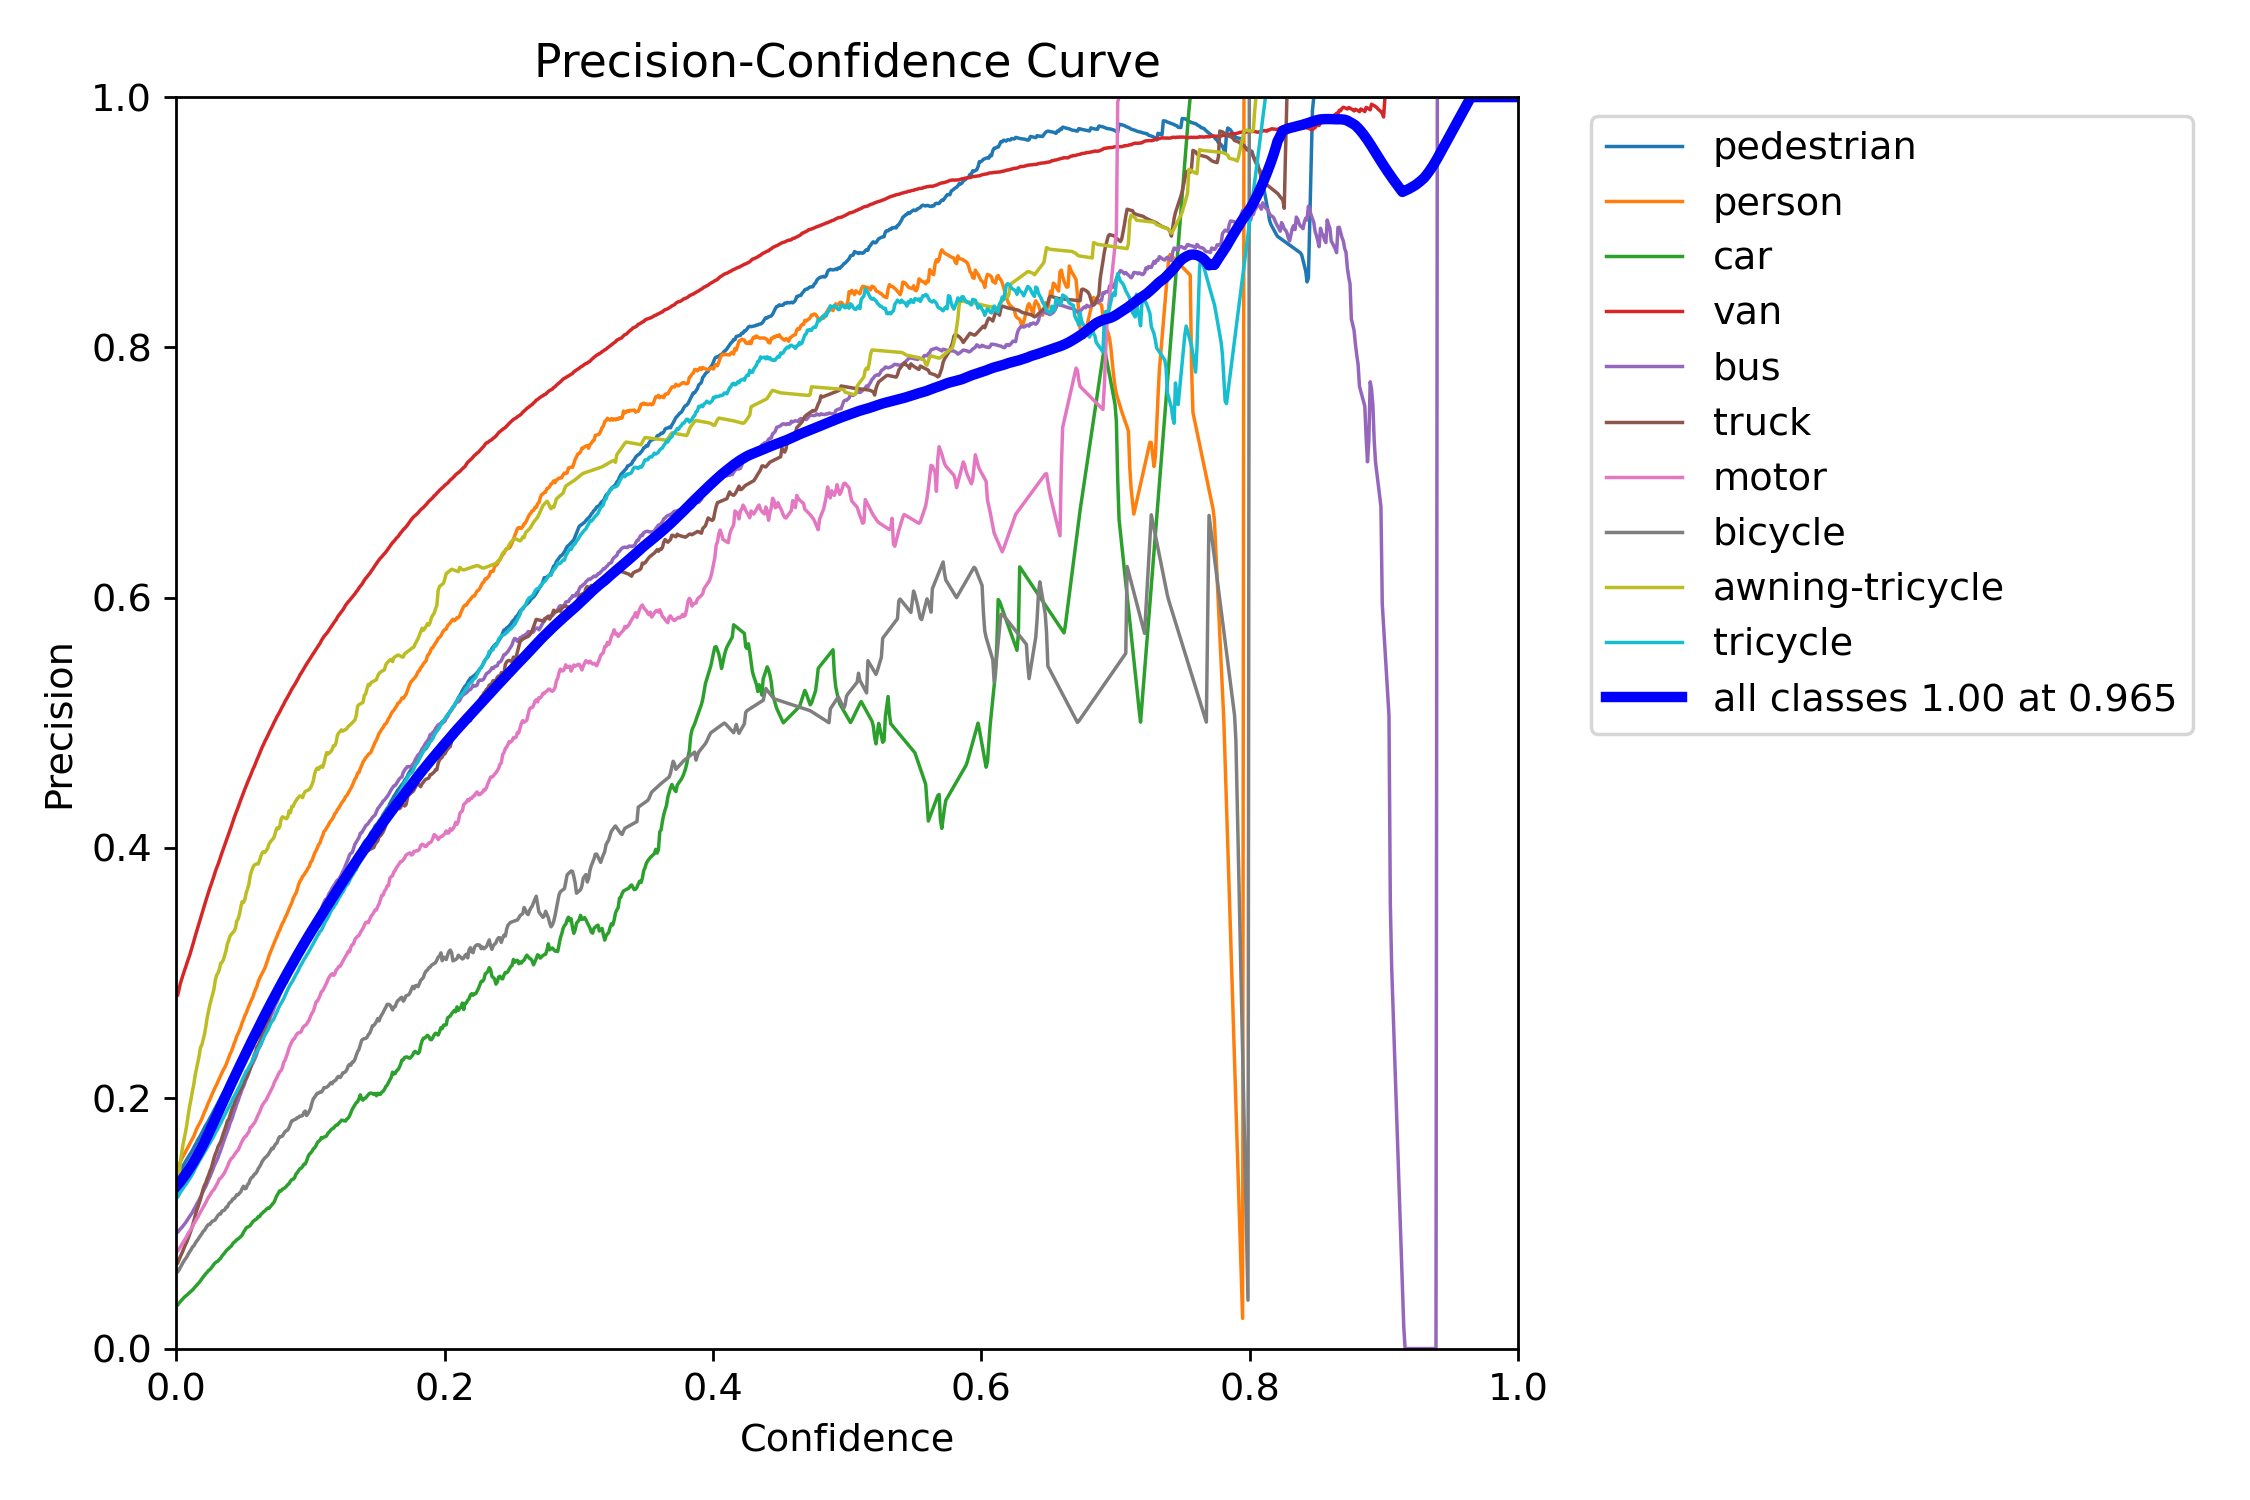 Precision-Confidence Curve
1.0
0.8
0.6
0.4
0.2
0.0
Precision
0.0 0.2 0.4 0.6 0.8 1.0
Confidence
pedestrian
person
car
van
bus
truck
motor
bicycle
awning-tricycle
tricycle
all classes 1.00 at 0.965